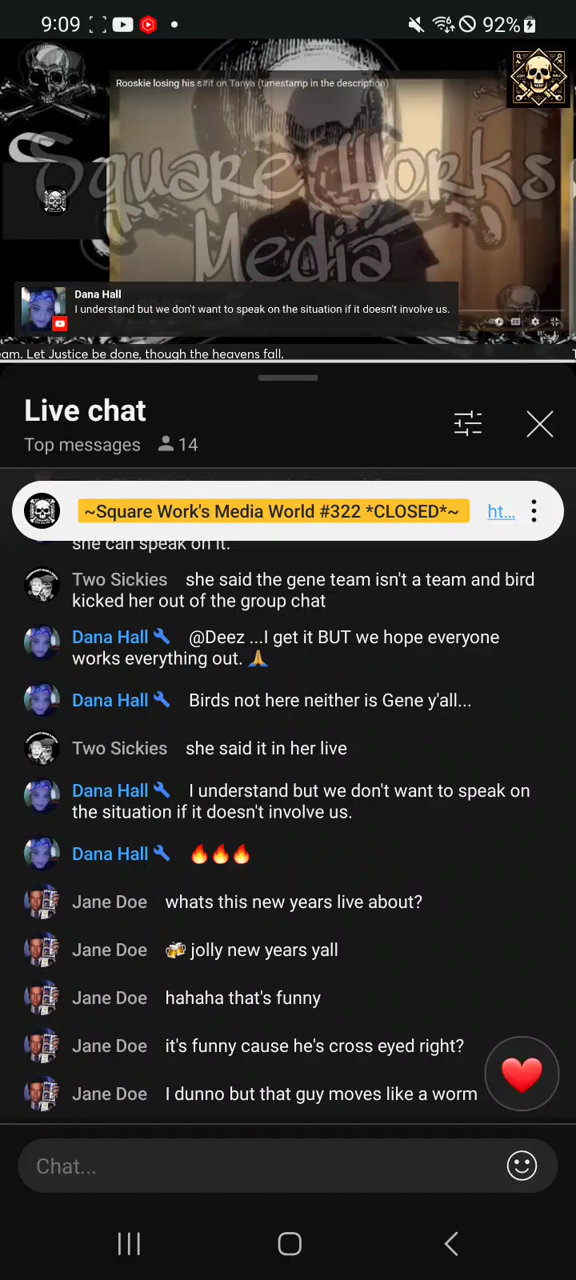 9:09
92%
Rooskie losing his s#it on Tanya (timestamp in the description)
Square Works
Media
Dana Hall
I understand but we don't want to speak on the situation if it doesn't involve us.
eam. Let Justice be done, though the heavens fall.
Live chat
Top messages 14
~Square Work's Media World #322 *CLOSED*~ ht...
she can speak on it.
Two Sickies she said the gene team isn't a team and bird
kicked her out of the group chat
Dana Hall @Deez ...I get it BUT we hope everyone
works everything out. 🙏
Dana Hall Birds not here neither is Gene y'all...
Two Sickies she said it in her live
Dana Hall I understand but we don't want to speak on
the situation if it doesn't involve us.
Dana Hall 🔥🔥🔥
Jane Doe whats this new years live about?
Jane Doe 🍻 jolly new years yall
Jane Doe hahaha that's funny
Jane Doe it's funny cause he's cross eyed right?
Jane Doe I dunno but that guy moves like a worm
Chat...